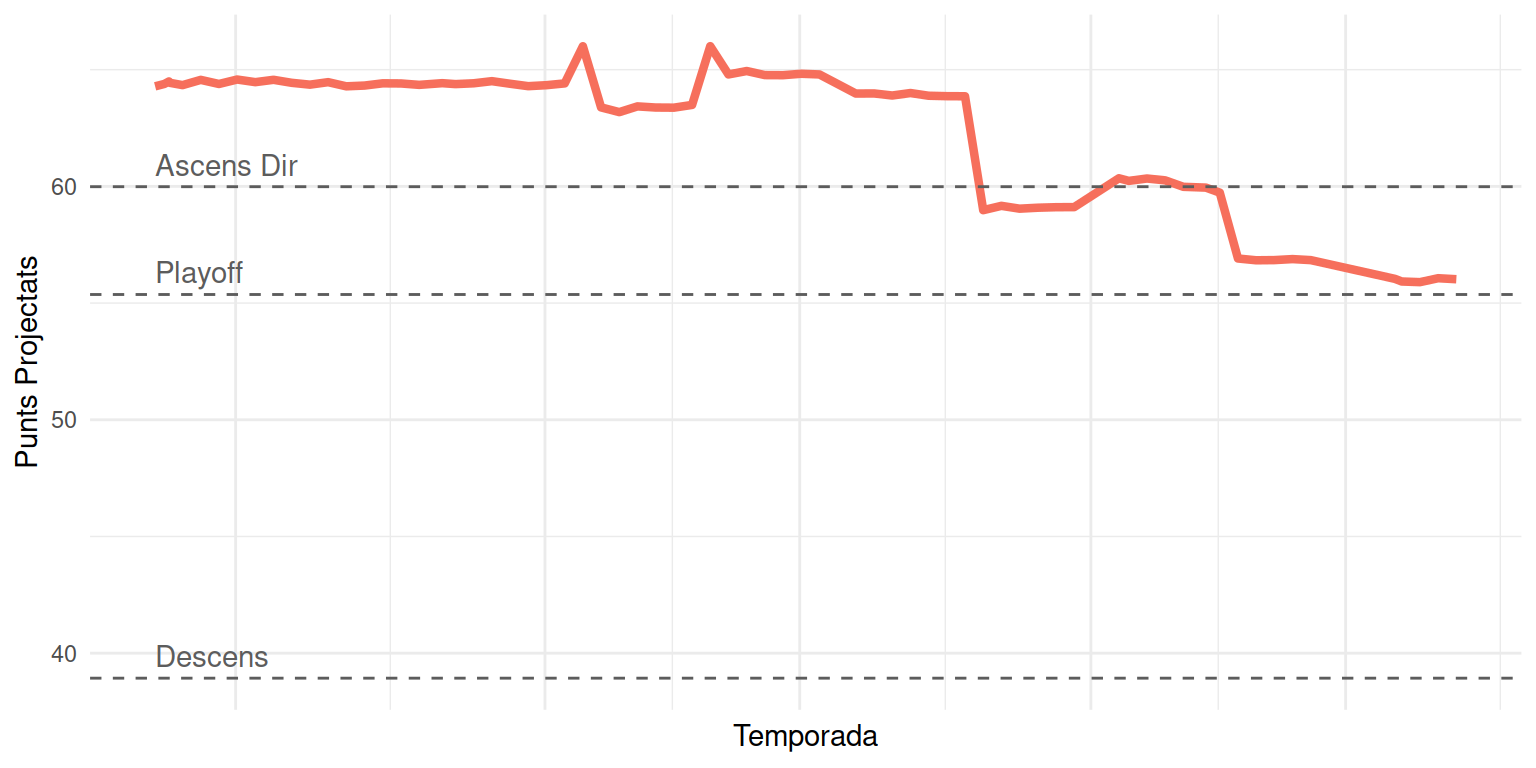 Ascens Dir
60
Playoff
50
Descens
40
Punts Projectats
Temporada